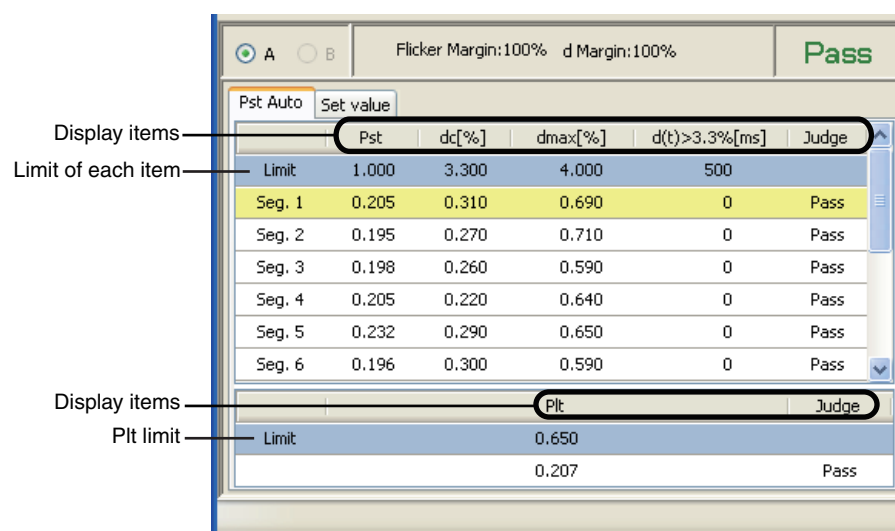 A B Flicker Margin:100% d Margin:100% Pass
Pst Auto Set value
Display items Pst dc[%] dmax[%] d(t)>3.3%[ms] Judge
Limit of each item Limit 1.000 3.300 4.000 500
Seg. 1 0.205 0.310 0.690 0 Pass
Seg. 2 0.195 0.270 0.710 0 Pass
Seg. 3 0.198 0.260 0.590 0 Pass
Seg. 4 0.205 0.220 0.640 0 Pass
Seg. 5 0.232 0.290 0.650 0 Pass
Seg. 6 0.196 0.300 0.590 0 Pass
Display items Plt Judge
Plt limit Limit 0.650
0.207 Pass